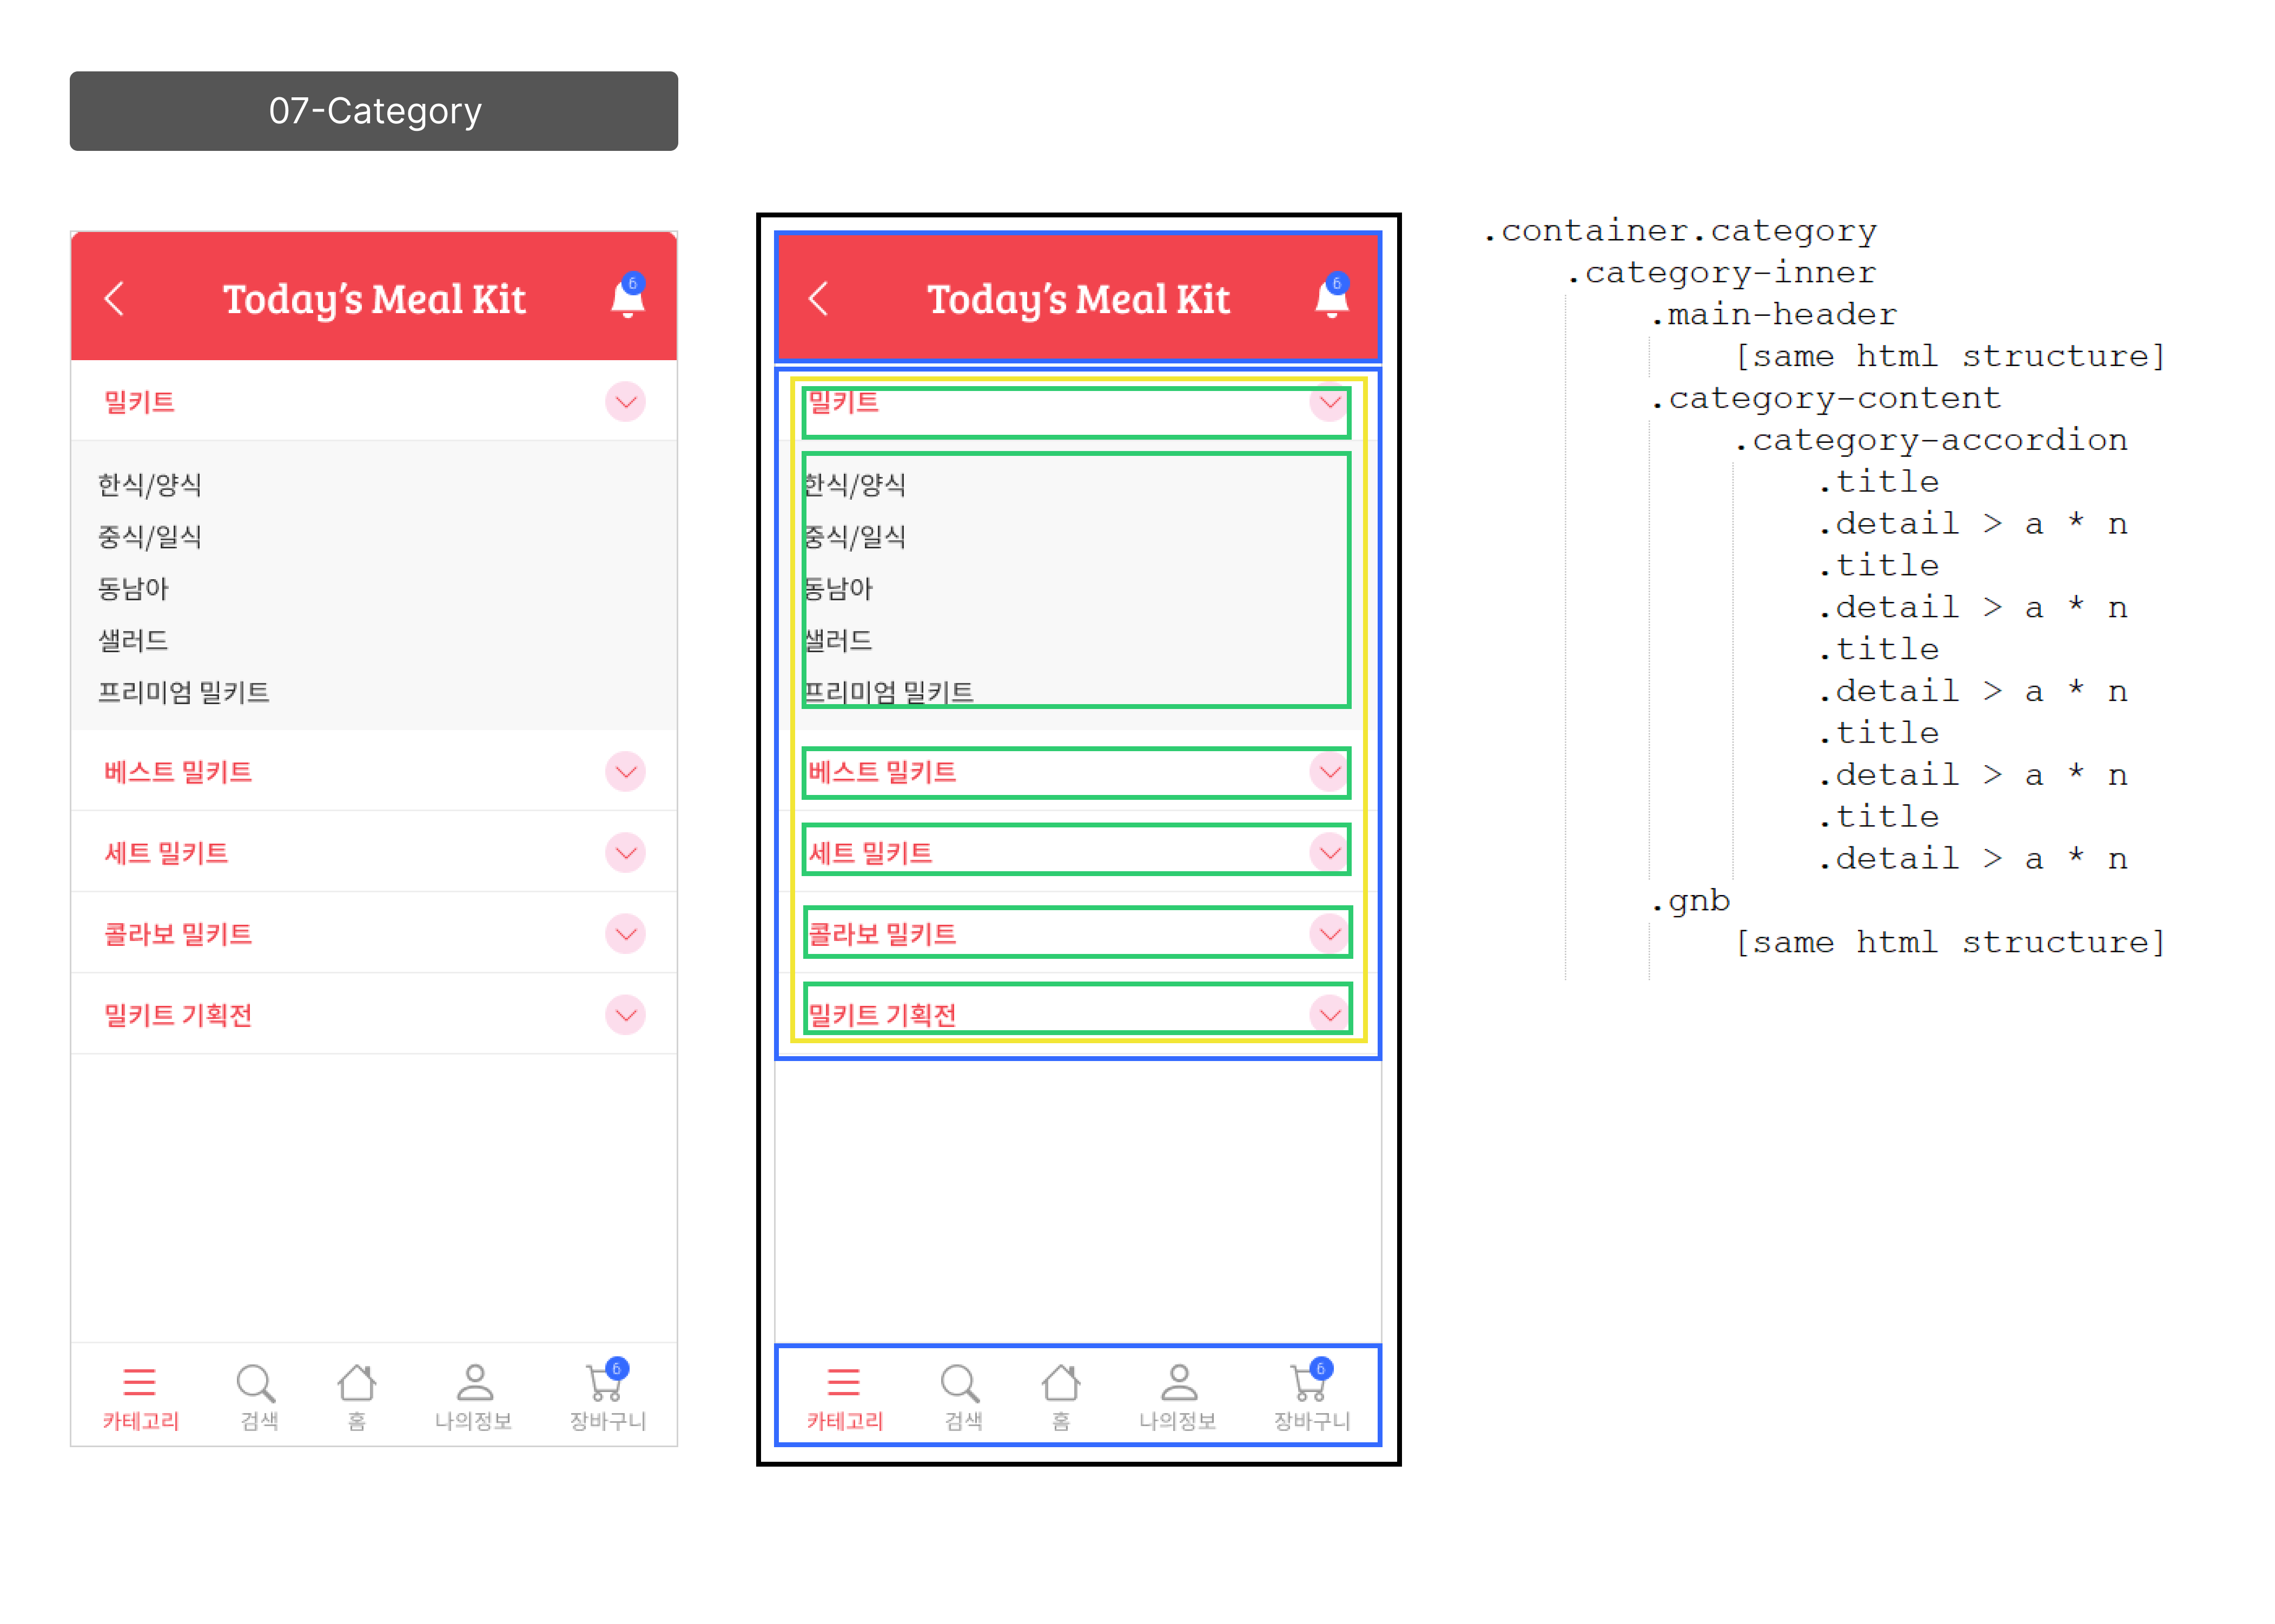 07-Category
Today's Meal Kit
6
밀키트
한식/양식
중식/일식
동남아
샐러드
프리미엄 밀키트
베스트 밀키트
세트 밀키트
콜라보 밀키트
밀키트 기획전
6
카테고리 검색 홈 나의정보 장바구니
Today's Meal Kit
6
밀키트
한식/양식
중식/일식
동남아
샐러드
프리미엄 밀키트
베스트 밀키트
세트 밀키트
콜라보 밀키트
밀키트 기획전
6
카테고리 검색 홈 나의정보 장바구니
.container.category
.category-inner
.main-header
[same html structure]
.category-content
.category-accordion
.title
.detail > a * n
.title
.detail > a * n
.title
.detail > a * n
.title
.detail > a * n
.title
.detail > a * n
.gnb
[same html structure]